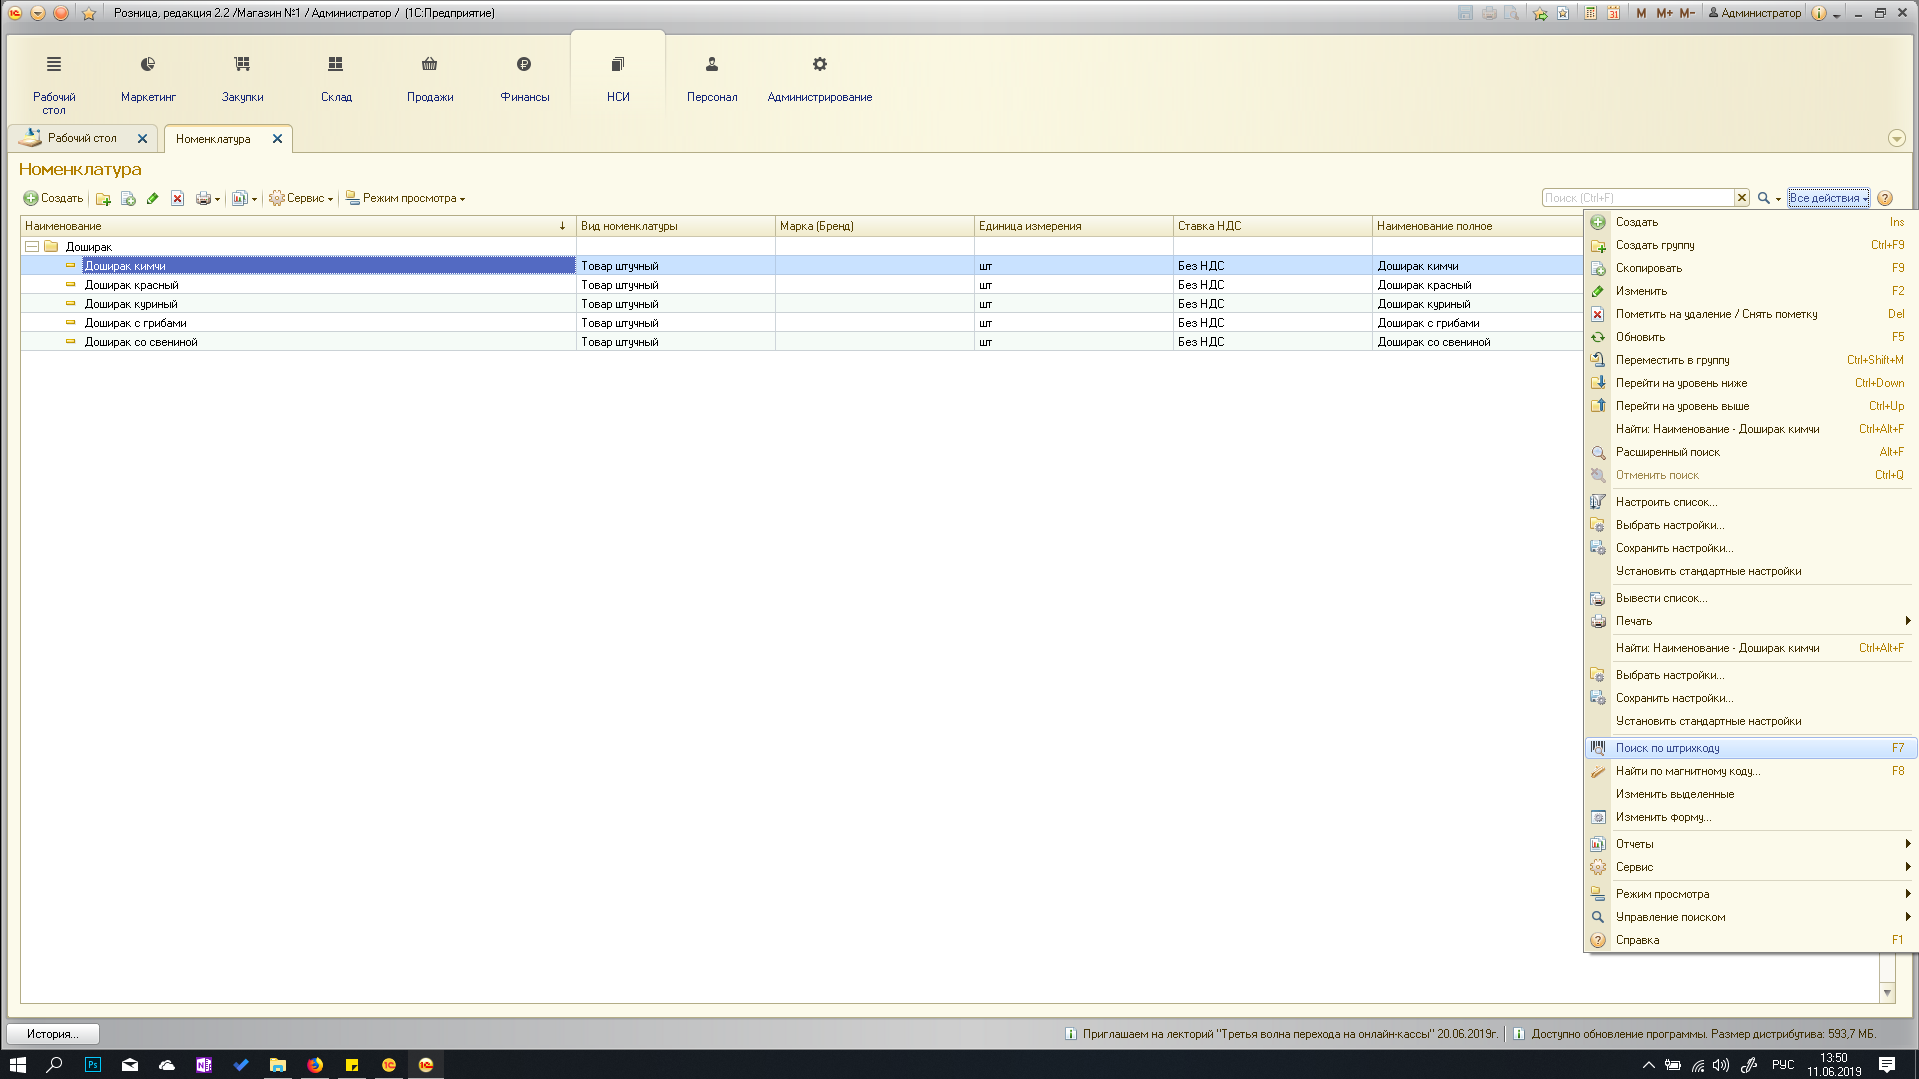 Розница, редакция 2.2 /Магазин №1 / Администратор / (1С:Предприятие)
M M+ M- Администратор
Рабочий стол
Маркетинг
Закупки
Склад
Продажи
Финансы
НСИ
Персонал
Администрирование
Рабочий стол
Номенклатура
Номенклатура
Создать
Сервис
Режим просмотра
Поиск (Ctrl+F)
Все действия
Наименование Вид номенклатуры Марка (Бренд) Единица измерения Ставка НДС Наименование полное
Доширак
Доширак кимчи Товар штучный шт Без НДС Доширак кимчи
Доширак красный Товар штучный шт Без НДС Доширак красный
Доширак куриный Товар штучный шт Без НДС Доширак куриный
Доширак с грибами Товар штучный шт Без НДС Доширак с грибами
Доширак со свениной Товар штучный шт Без НДС Доширак со свениной
Создать Ins
Создать группу Ctrl+F9
Скопировать F9
Изменить F2
Пометить на удаление / Снять пометку Del
Обновить F5
Переместить в группу Ctrl+Shift+M
Перейти на уровень ниже Ctrl+Down
Перейти на уровень выше Ctrl+Up
Найти: Наименование - Доширак кимчи Ctrl+Alt+F
Расширенный поиск Alt+F
Отменить поиск Ctrl+Q
Настроить список...
Выбрать настройки...
Сохранить настройки...
Установить стандартные настройки
Вывести список...
Печать
Найти: Наименование - Доширак кимчи Ctrl+Alt+F
Выбрать настройки...
Сохранить настройки...
Установить стандартные настройки
Поиск по штрихкоду F7
Найти по магнитному коду... F8
Изменить выделенные
Изменить форму...
Отчеты
Сервис
Режим просмотра
Управление поиском
Справка F1
История...
Приглашаем на лекторий "Третья волна перехода на онлайн-кассы" 20.06.2019г.
Доступно обновление программы. Размер дистрибутива: 593,7 МБ.
Ps
РУС
13:50
11.06.2019